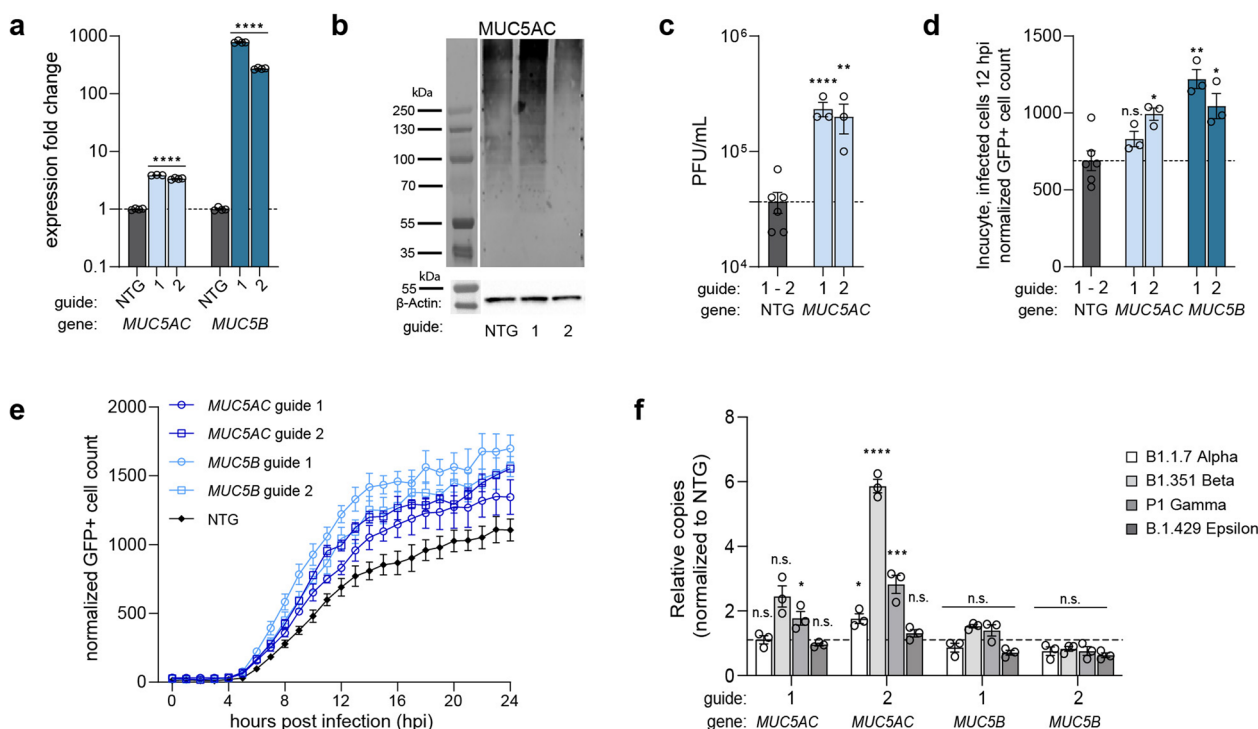 a
expression fold change
1000
100
10
1
0.1
****
****
NTG
1
2
NTG
1
2
guide:
gene:
MUC5AC
MUC5B
b
MUC5AC
kDa
250
130
100
70
55
35
kDa
55
β-Actin:
guide:
NTG
1
2
c
PFU/mL
10⁶
10⁵
10⁴
****
**
guide:
1 - 2
1
2
gene:
NTG
MUC5AC
d
Incucyte, infected cells 12 hpi
normalized GFP+ cell count
1500
1000
500
0
n.s.
*
**
*
guide:
1 - 2
1
2
1
2
gene:
NTG
MUC5AC
MUC5B
e
normalized GFP+ cell count
2000
1500
1000
500
0
MUC5AC guide 1
MUC5AC guide 2
MUC5B guide 1
MUC5B guide 2
NTG
0
4
8
12
16
20
24
hours post infection (hpi)
f
Relative copies
(normalized to NTG)
8
6
4
2
0
n.s.
n.s.
*
n.s.
*
****
***
n.s.
n.s.
n.s.
B1.1.7 Alpha
B1.351 Beta
P1 Gamma
B.1.429 Epsilon
guide:
1
2
1
2
gene:
MUC5AC
MUC5AC
MUC5B
MUC5B